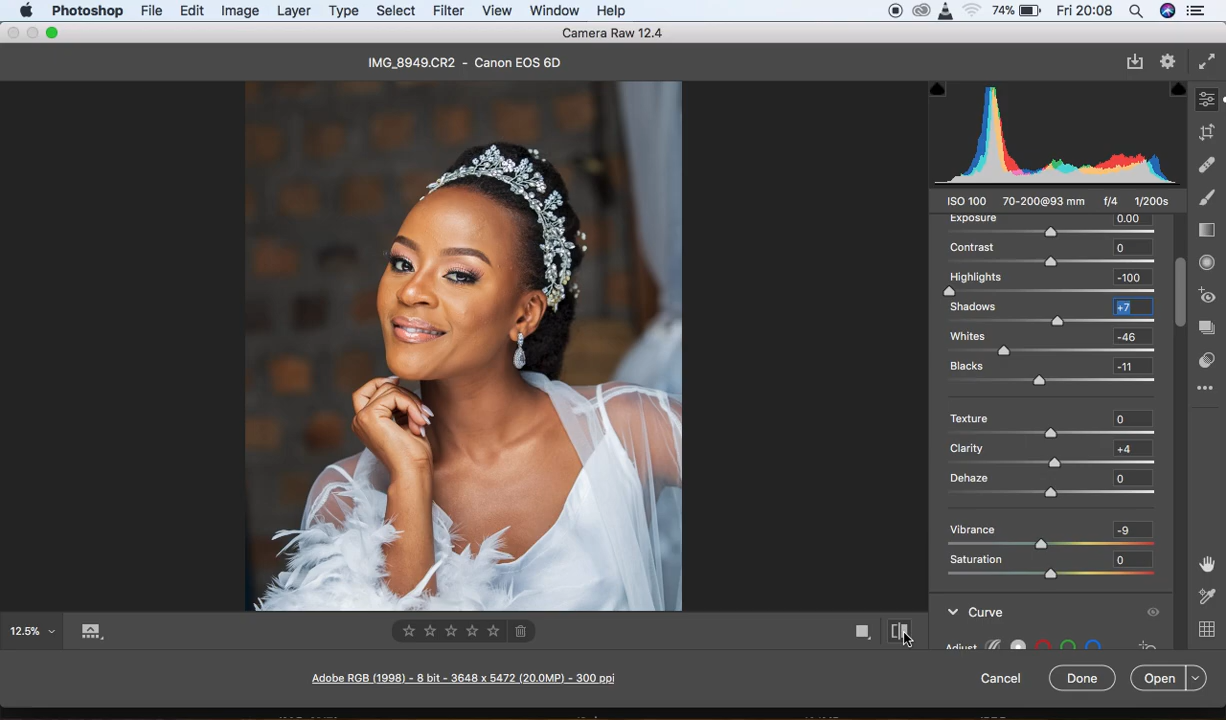 Photoshop File Edit Image Layer Type Select Filter View Window Help 74% Fri 20:08
Camera Raw 12.4
IMG_8949.CR2 - Canon EOS 6D
ISO 100 70-200@93 mm f/4 1/200s
Exposure 0.00
Contrast 0
Highlights -100
Shadows +7
Whites -46
Blacks -11
Texture 0
Clarity +4
Dehaze 0
Vibrance -9
Saturation 0
Curve
Adjust
12.5%
Adobe RGB (1998) - 8 bit - 3648 x 5472 (20.0MP) - 300 ppi
Cancel Done Open